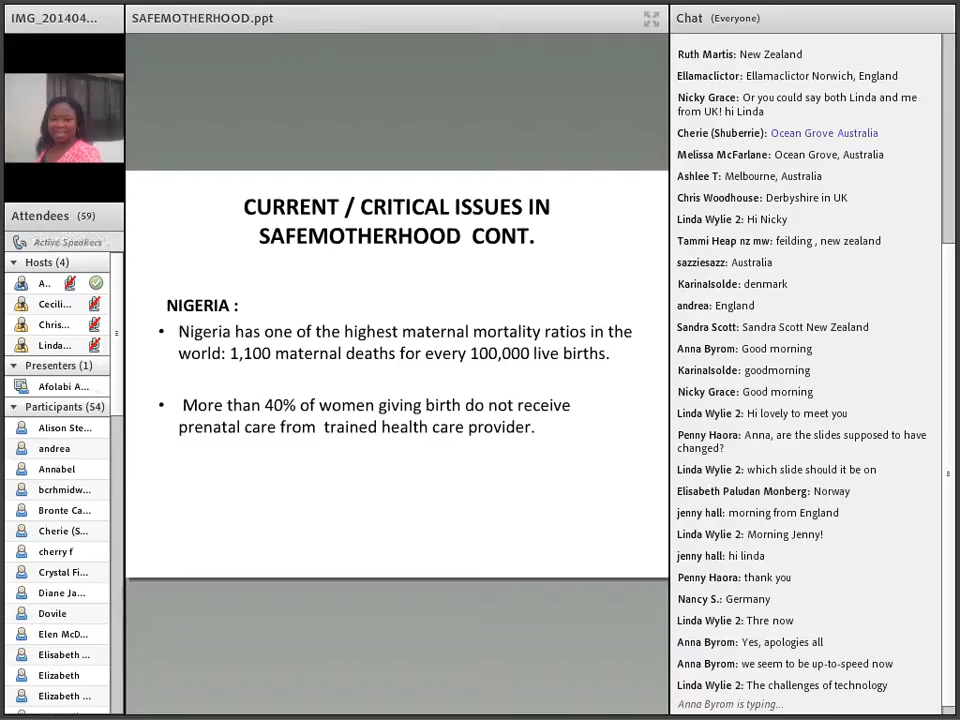 IMG_201404...
SAFEMOTHERHOOD.ppt
Attendees (59)
Active Speakers
Hosts (4)
A..
Cecili...
Chris...
Linda...
Presenters (1)
Afolabi A...
Participants (54)
Alison Ste...
andrea
Annabel
bcrhmidw...
Bronte Ca...
Cherie (S...
cherry f
Crystal Fi...
Diane Ja...
Dovile
Elen McD...
Elisabeth ...
Elizabeth
Elizabeth ...
CURRENT / CRITICAL ISSUES IN
SAFEMOTHERHOOD CONT.
NIGERIA :
• Nigeria has one of the highest maternal mortality ratios in the
world: 1,100 maternal deaths for every 100,000 live births.
• More than 40% of women giving birth do not receive
prenatal care from trained health care provider.
Chat (Everyone)
Ruth Martis: New Zealand
Ellamaclictor: Ellamaclictor Norwich, England
Nicky Grace: Or you could say both Linda and me
from UK! hi Linda
Cherie (Shuberrie): Ocean Grove Australia
Melissa McFarlane: Ocean Grove, Australia
Ashlee T: Melbourne, Australia
Chris Woodhouse: Derbyshire in UK
Linda Wylie 2: Hi Nicky
Tammi Heap nz mw: feilding , new zealand
sazziesazz: Australia
KarinaIsolde: denmark
andrea: England
Sandra Scott: Sandra Scott New Zealand
Anna Byrom: Good morning
KarinaIsolde: goodmorning
Nicky Grace: Good morning
Linda Wylie 2: Hi lovely to meet you
Penny Haora: Anna, are the slides supposed to have
changed?
Linda Wylie 2: which slide should it be on
Elisabeth Paludan Monberg: Norway
jenny hall: morning from England
Linda Wylie 2: Morning Jenny!
jenny hall: hi linda
Penny Haora: thank you
Nancy S.: Germany
Linda Wylie 2: Thre now
Anna Byrom: Yes, apologies all
Anna Byrom: we seem to be up-to-speed now
Linda Wylie 2: The challenges of technology
Anna Byrom is typing...